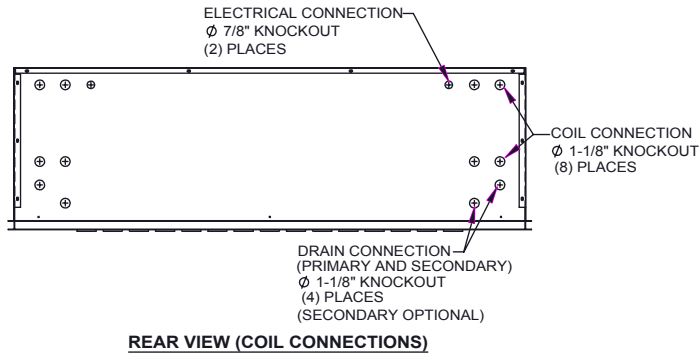 ELECTRICAL CONNECTION
Ø 7/8" KNOCKOUT
(2) PLACES
COIL CONNECTION
Ø 1-1/8" KNOCKOUT
(8) PLACES
DRAIN CONNECTION
(PRIMARY AND SECONDARY)
Ø 1-1/8" KNOCKOUT
(4) PLACES
(SECONDARY OPTIONAL)
REAR VIEW (COIL CONNECTIONS)